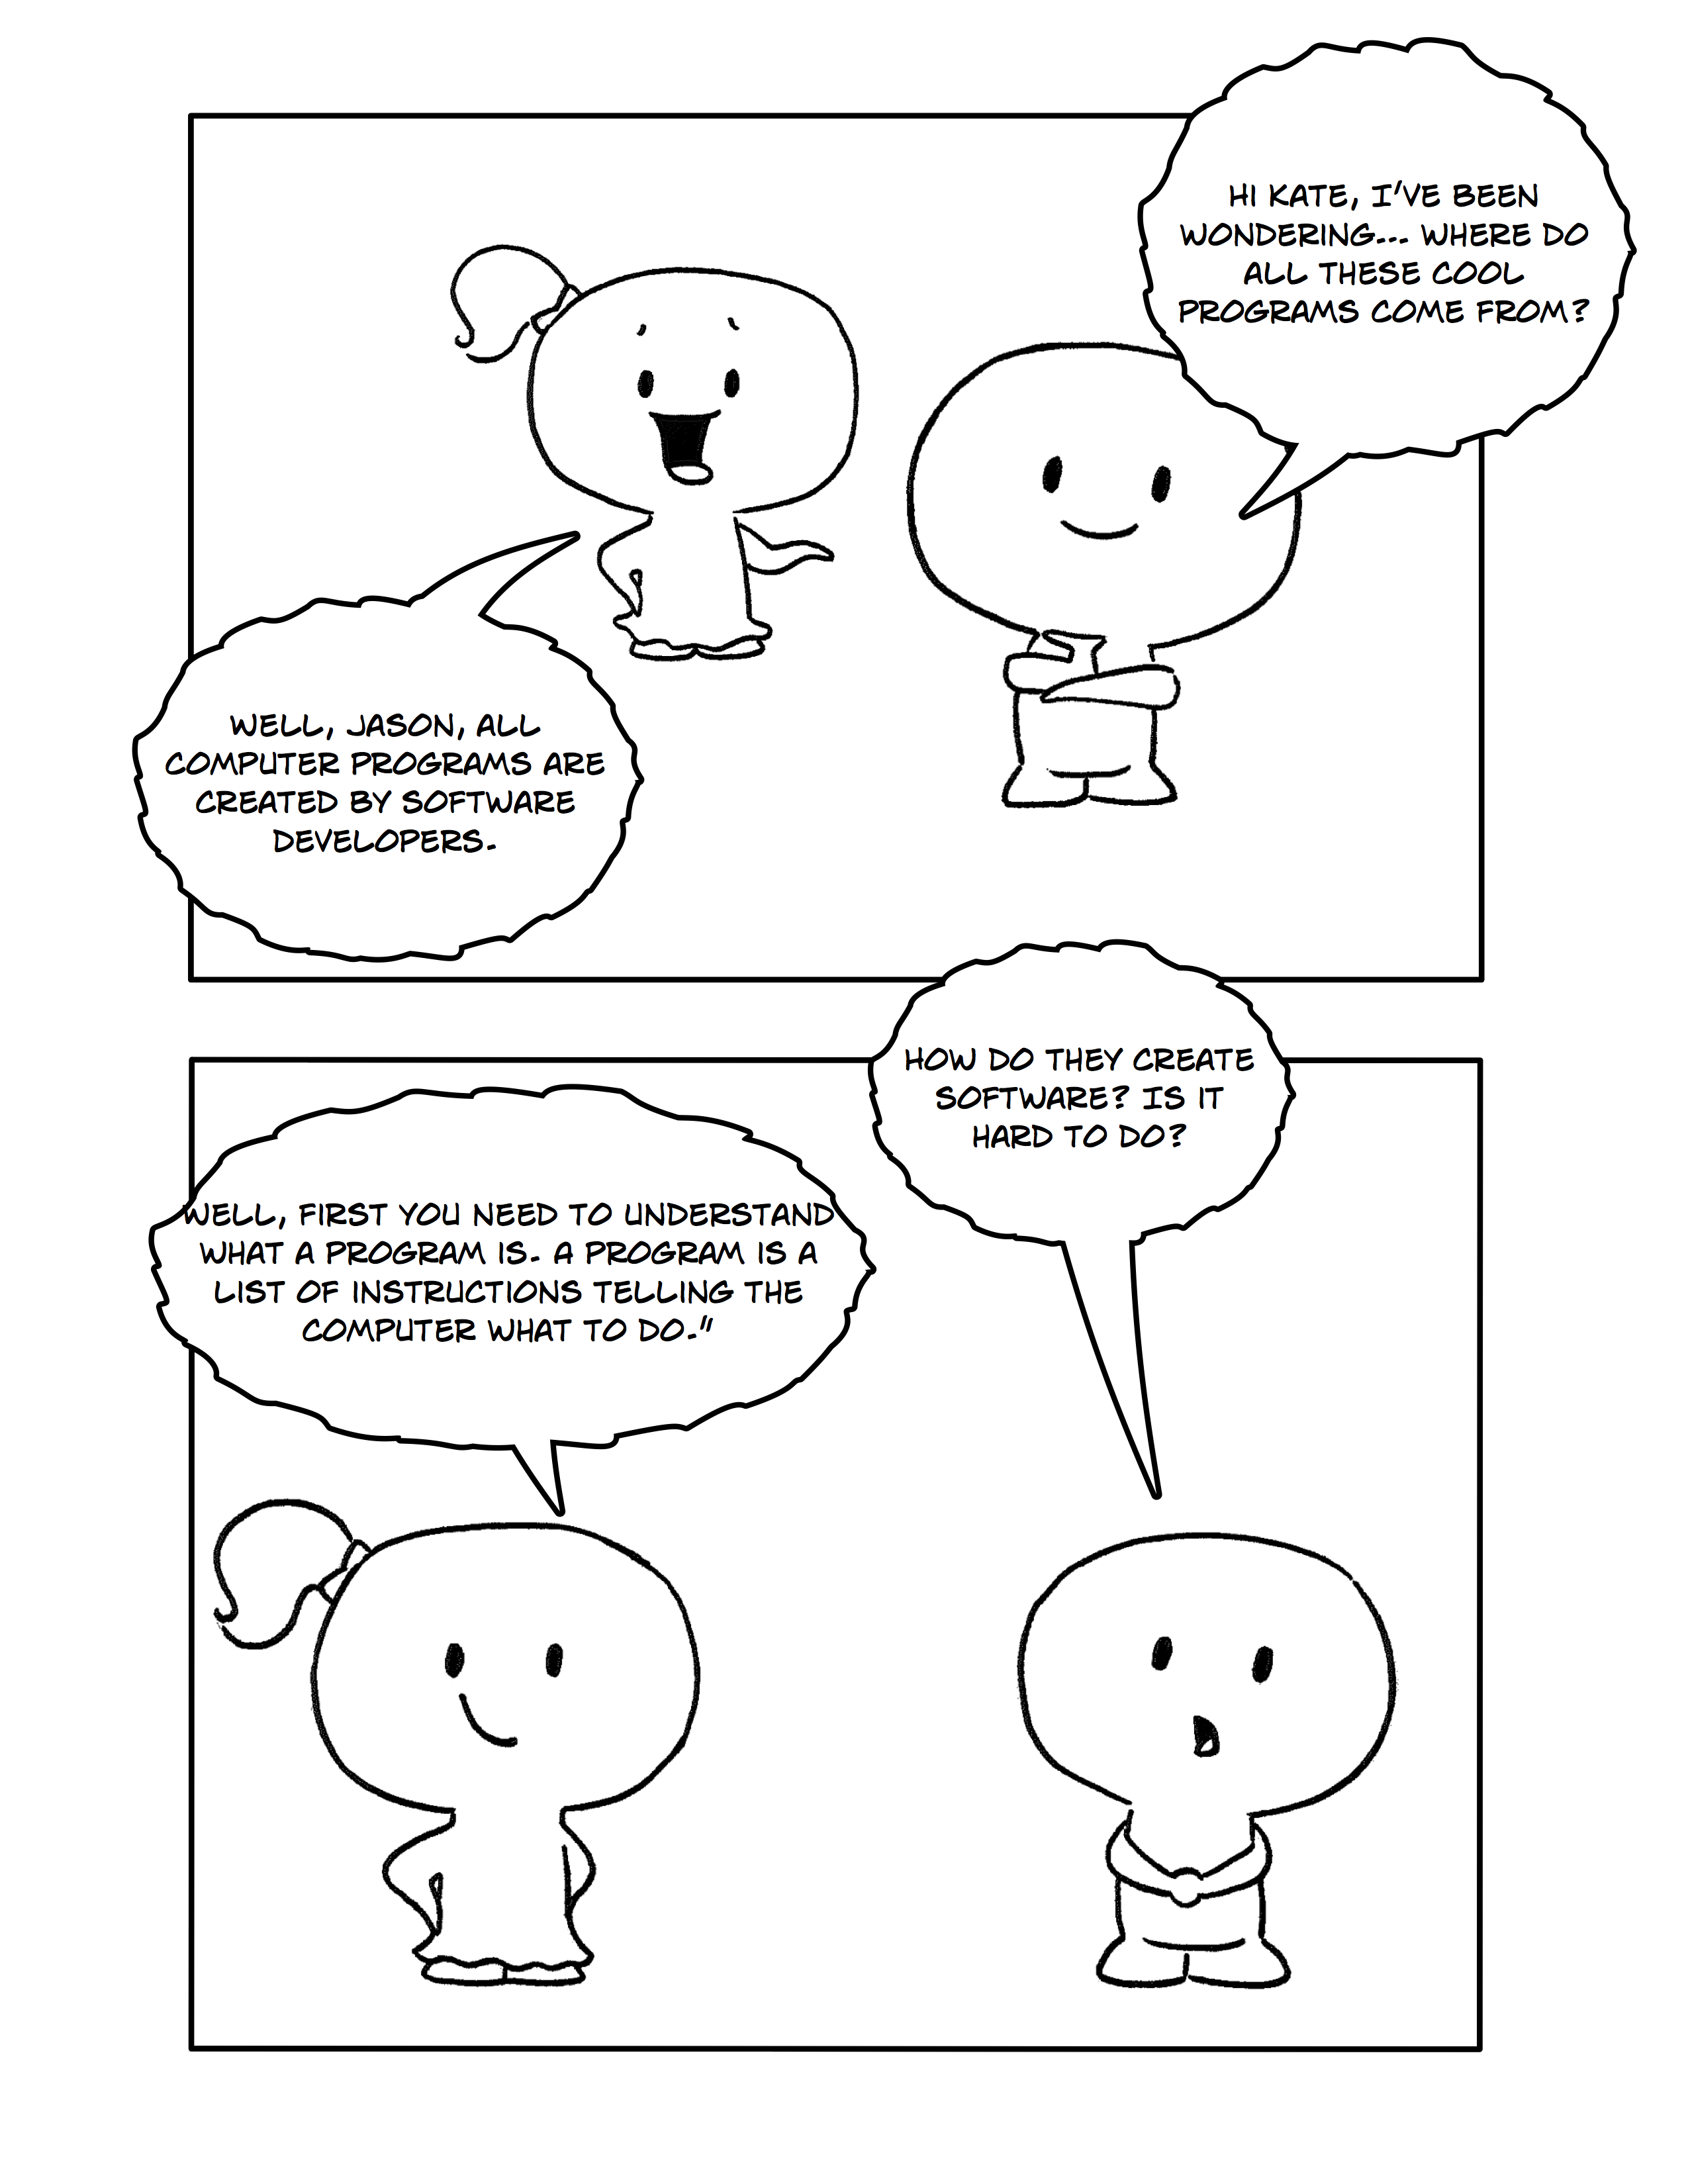 HI KATE, I'VE BEEN
WONDERING... WHERE DO
ALL THESE COOL
PROGRAMS COME FROM?
WELL, JASON, ALL
COMPUTER PROGRAMS ARE
CREATED BY SOFTWARE
DEVELOPERS.
HOW DO THEY CREATE
SOFTWARE? IS IT
HARD TO DO?
WELL, FIRST YOU NEED TO UNDERSTAND
WHAT A PROGRAM IS. A PROGRAM IS A
LIST OF INSTRUCTIONS TELLING THE
COMPUTER WHAT TO DO."